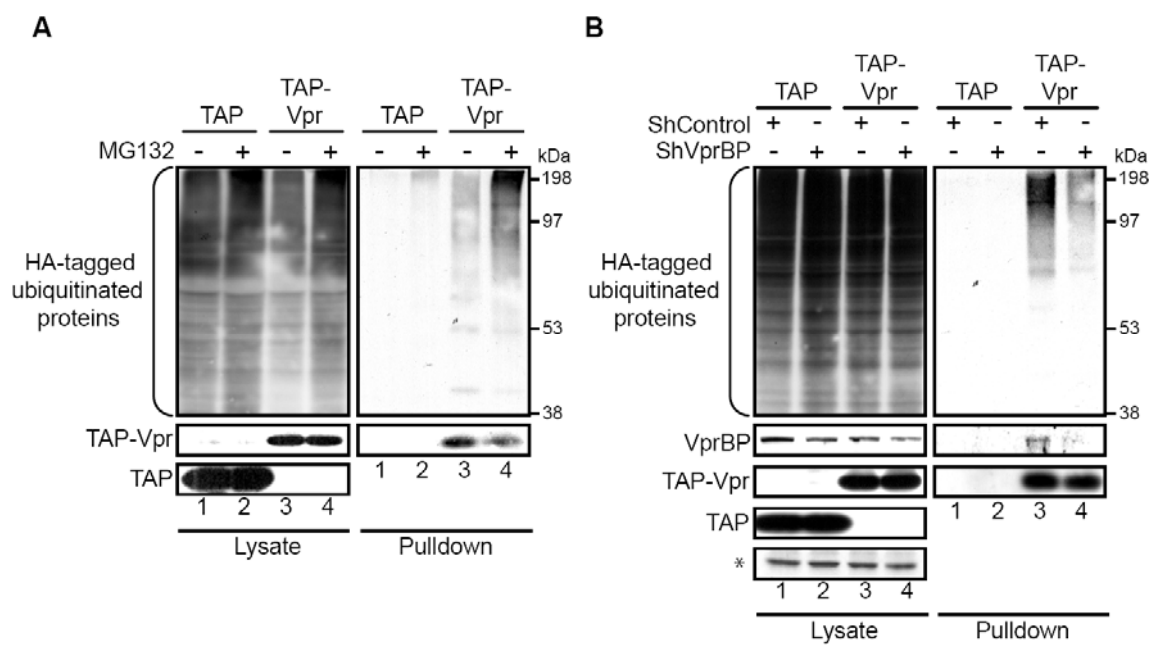 A
TAP TAP-Vpr TAP TAP-Vpr
MG132 - + - + - + - + kDa
HA-tagged
ubiquitinated
proteins
198
97
53
38
TAP-Vpr
TAP
1 2 3 4
1 2 3 4
Lysate Pulldown
B
TAP TAP-Vpr TAP TAP-Vpr
ShControl + - + - + - + -
ShVprBP - + - + - + - + kDa
HA-tagged
ubiquitinated
proteins
198
97
53
38
VprBP
TAP-Vpr
TAP
*
1 2 3 4
1 2 3 4
Lysate Pulldown